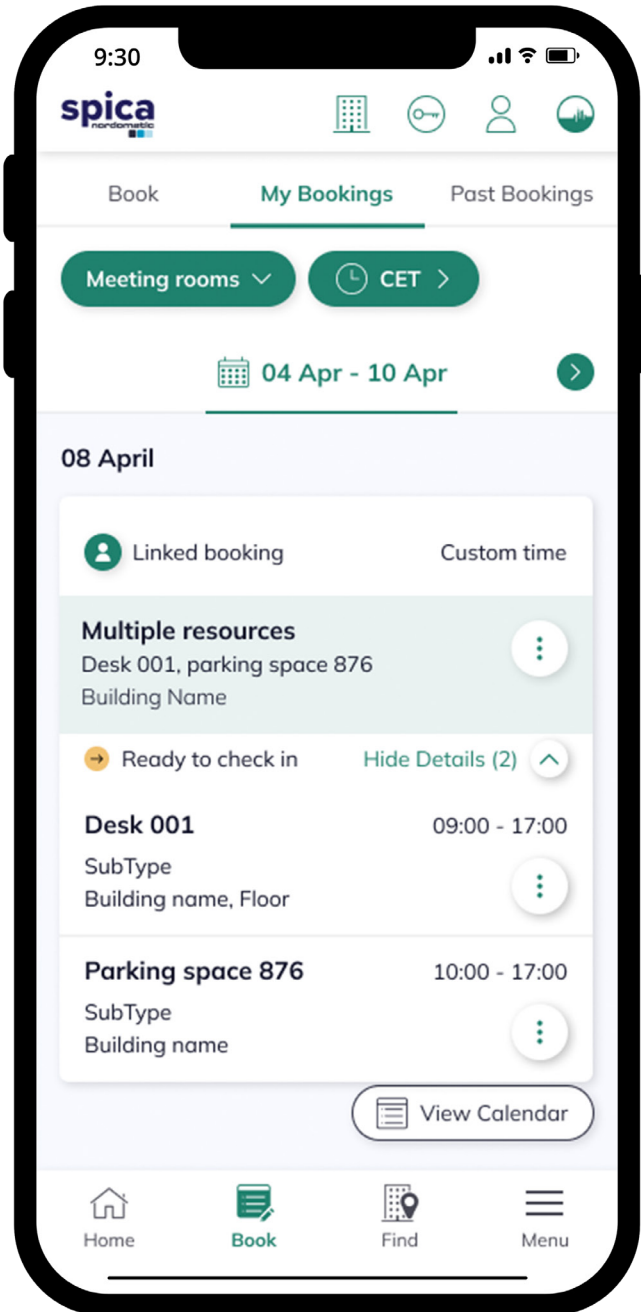 9:30
spica
nordomatic
Book My Bookings Past Bookings
Meeting rooms CET
04 Apr - 10 Apr
08 April
Linked booking Custom time
Multiple resources
Desk 001, parking space 876
Building Name
Ready to check in Hide Details (2)
Desk 001 09:00 - 17:00
SubType
Building name, Floor
Parking space 876 10:00 - 17:00
SubType
Building name
View Calendar
Home Book Find Menu